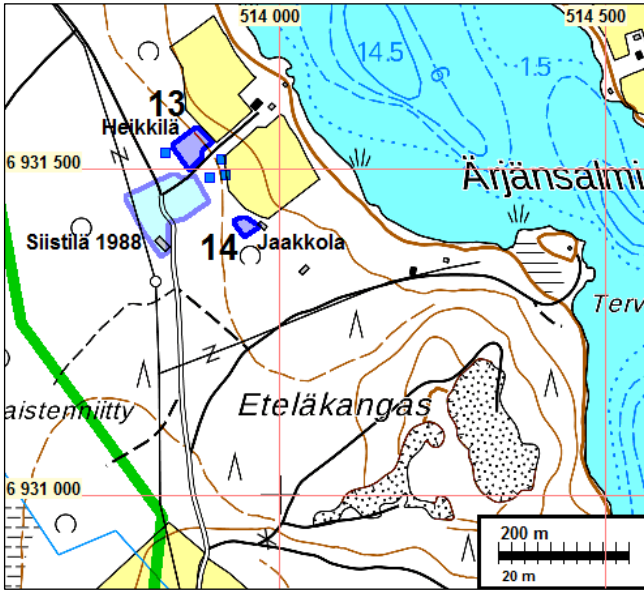 514 000
514 500
14.5
6
1.5
13
Heikkilä
6 931 500
Ärjänsalmi
Siistilä 1988
14
Jaakkola
Terv
Eteläkangas
aistenniitty
6 931 000
200 m
20 m